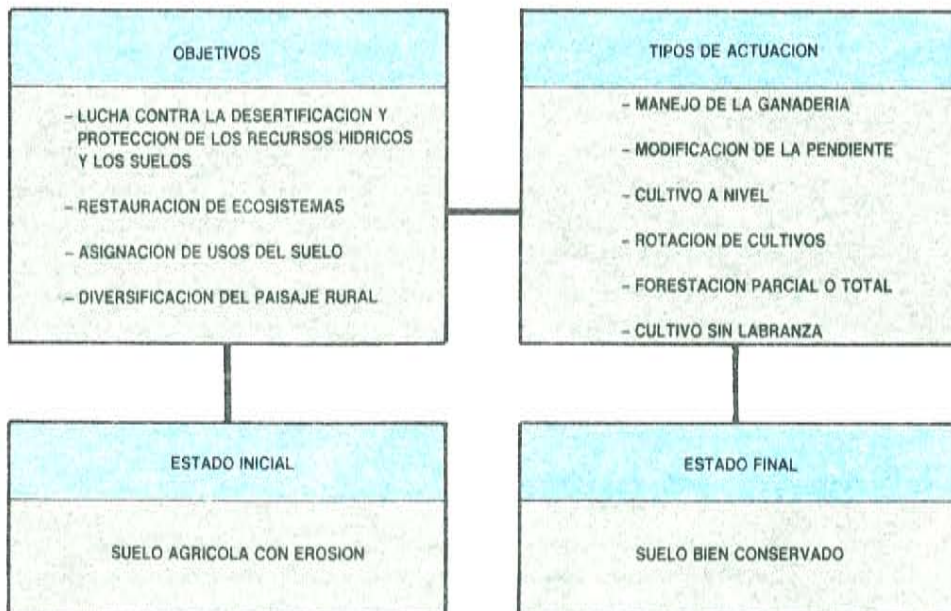 OBJETIVOS
– LUCHA CONTRA LA DESERTIFICACION Y
PROTECCION DE LOS RECURSOS HIDRICOS
Y LOS SUELOS
– RESTAURACION DE ECOSISTEMAS
– ASIGNACION DE USOS DEL SUELO
– DIVERSIFICACION DEL PAISAJE RURAL
TIPOS DE ACTUACION
– MANEJO DE LA GANADERIA
– MODIFICACION DE LA PENDIENTE
– CULTIVO A NIVEL
– ROTACION DE CULTIVOS
– FORESTACION PARCIAL O TOTAL
– CULTIVO SIN LABRANZA
ESTADO INICIAL
SUELO AGRICOLA CON EROSION
ESTADO FINAL
SUELO BIEN CONSERVADO